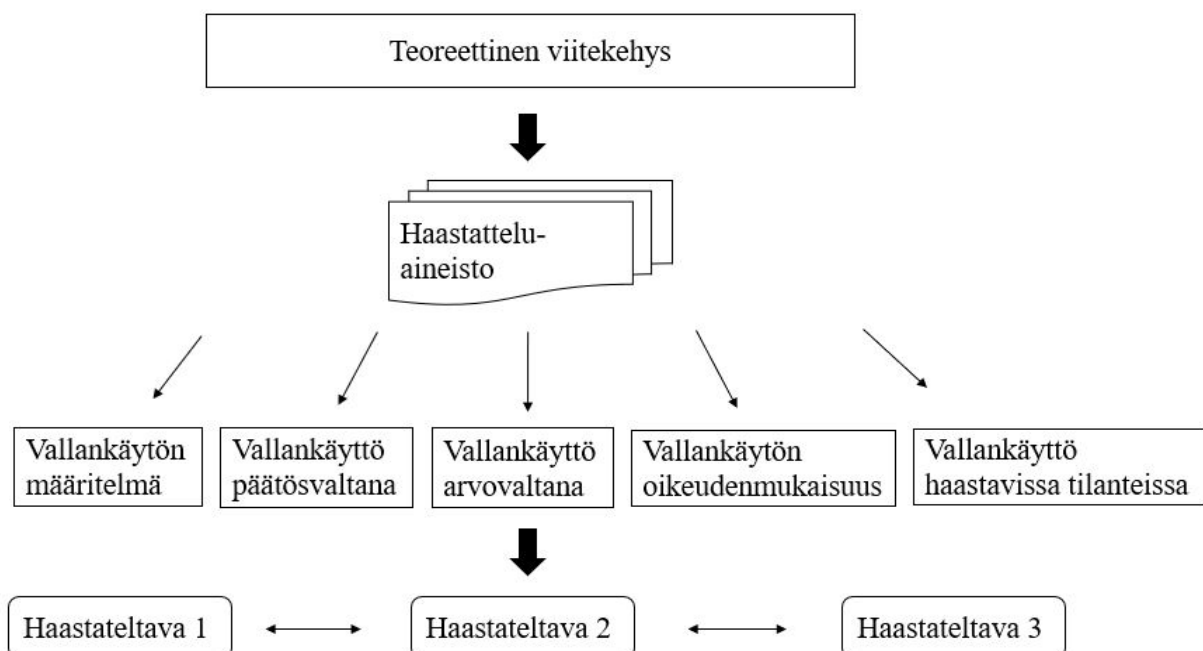 Teoreettinen viitekehys
Haastattelu-
aineisto
Vallankäytön
määritelmä
Vallankäyttö
päätösvaltana
Vallankäyttö
arvovaltana
Vallankäytön
oikeudenmukaisuus
Vallankäyttö
haastavissa tilanteissa
Haastateltava 1
Haastateltava 2
Haastateltava 3